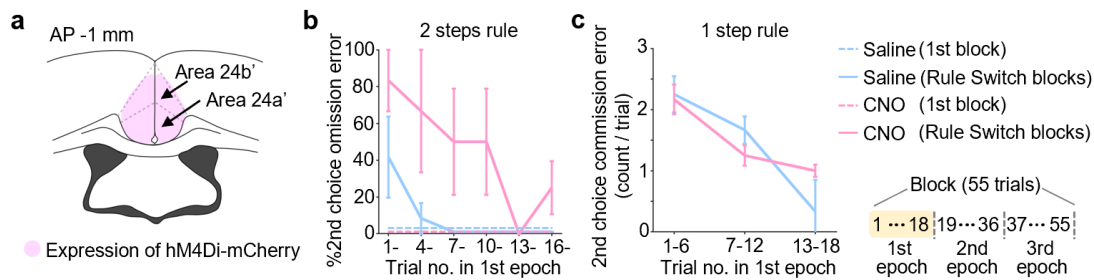 a
AP -1 mm
Area 24b'
Area 24a'
Expression of hM4Di-mCherry
b
2 steps rule
%2nd choice omission error
100
80
60
40
20
0
1-
4-
7-
10-
13-
16-
Trial no. in 1st epoch
c
1 step rule
2nd choice commission error
(count / trial)
3
2
1
0
1-6
7-12
13-18
Trial no. in 1st epoch
Saline (1st block)
Saline (Rule Switch blocks)
CNO (1st block)
CNO (Rule Switch blocks)
Block (55 trials)
1 ••• 18 19 ••• 36 37 ••• 55
1st epoch
2nd epoch
3rd epoch